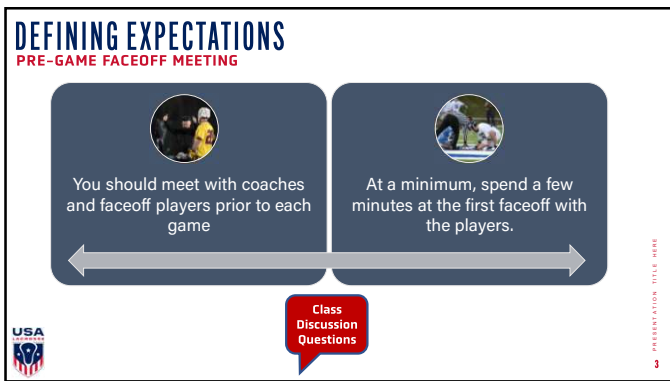 DEFINING EXPECTATIONS
PRE-GAME FACEOFF MEETING
You should meet with coaches
and faceoff players prior to each
game
At a minimum, spend a few
minutes at the first faceoff with
the players.
Class
Discussion
Questions
USA
LACROSSE
PRESENTATION TITLE HERE
3